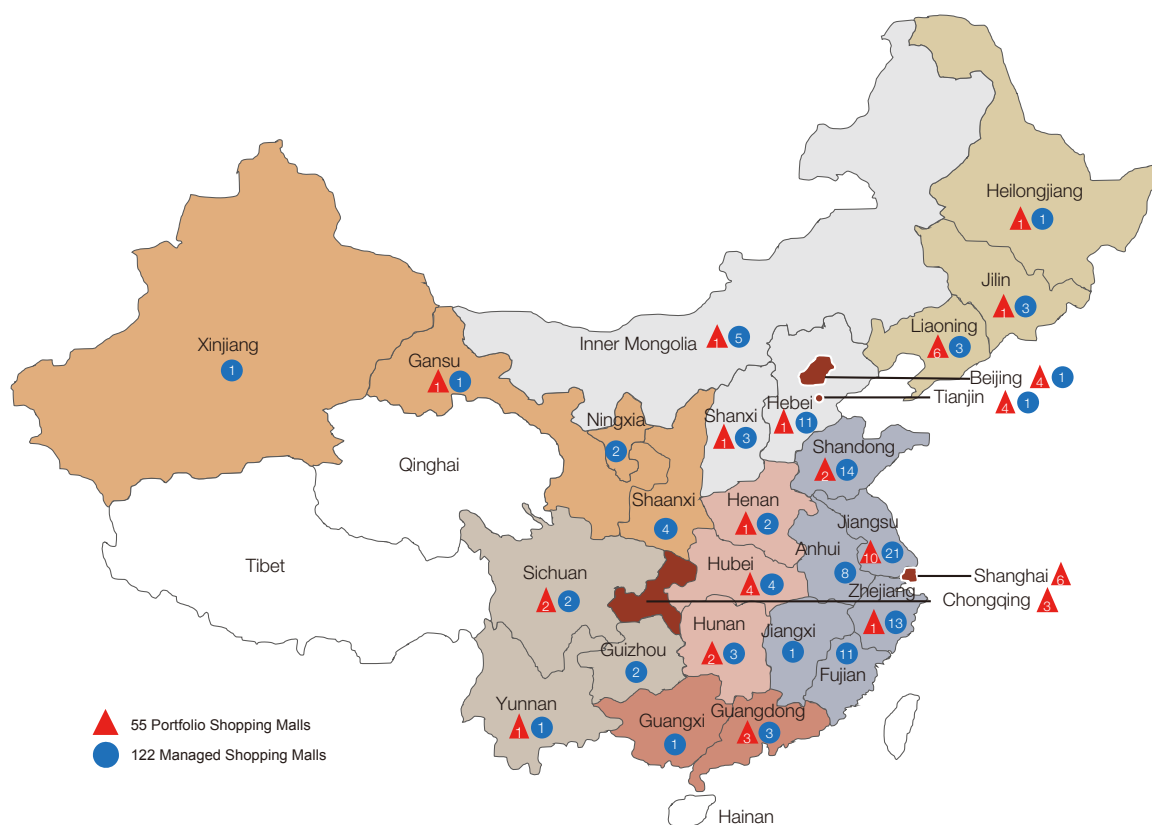 Heilongjiang
1 1
Jilin
1 3
Liaoning
6 3
Inner Mongolia 1 5
Xinjiang
1
Gansu
1 1
Beijing 4 1
Tianjin
4 1
Ningxia
2
Shanxi
1 3
Hebei
1 11
Shandong
2 14
Qinghai
Shaanxi
4
Henan
1 2
Jiangsu
10 21
Anhui
8
Tibet
Sichuan
2 2
Hubei
4 4
Shanghai 6
Zhejiang
1 13
Chongqing 3
Hunan
2 3
Jiangxi
1
Guizhou
2
11
Fujian
Yunnan
1 1
Guangxi
1
Guangdong
3 3
55 Portfolio Shopping Malls
122 Managed Shopping Malls
Hainan